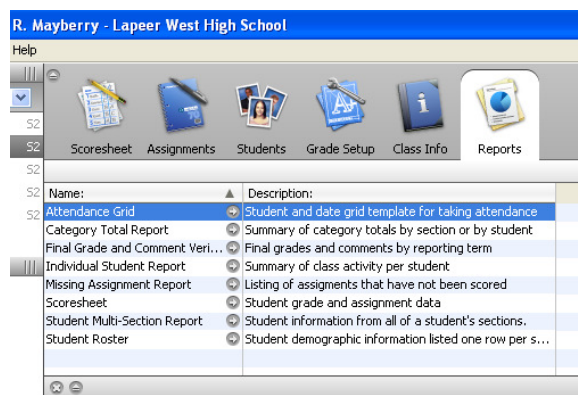 R. Mayberry - Lapeer West High School
Help
Scoresheet Assignments Students Grade Setup Class Info Reports
S2
S2
S2
S2
S2
Name: Description:
Attendance Grid Student and date grid template for taking attendance
Category Total Report Summary of category totals by section or by student
Final Grade and Comment Veri... Final grades and comments by reporting term
Individual Student Report Summary of class activity per student
Missing Assignment Report Listing of assigments that have not been scored
Scoresheet Student grade and assignment data
Student Multi-Section Report Student information from all of a student's sections.
Student Roster Student demographic information listed one row per s...